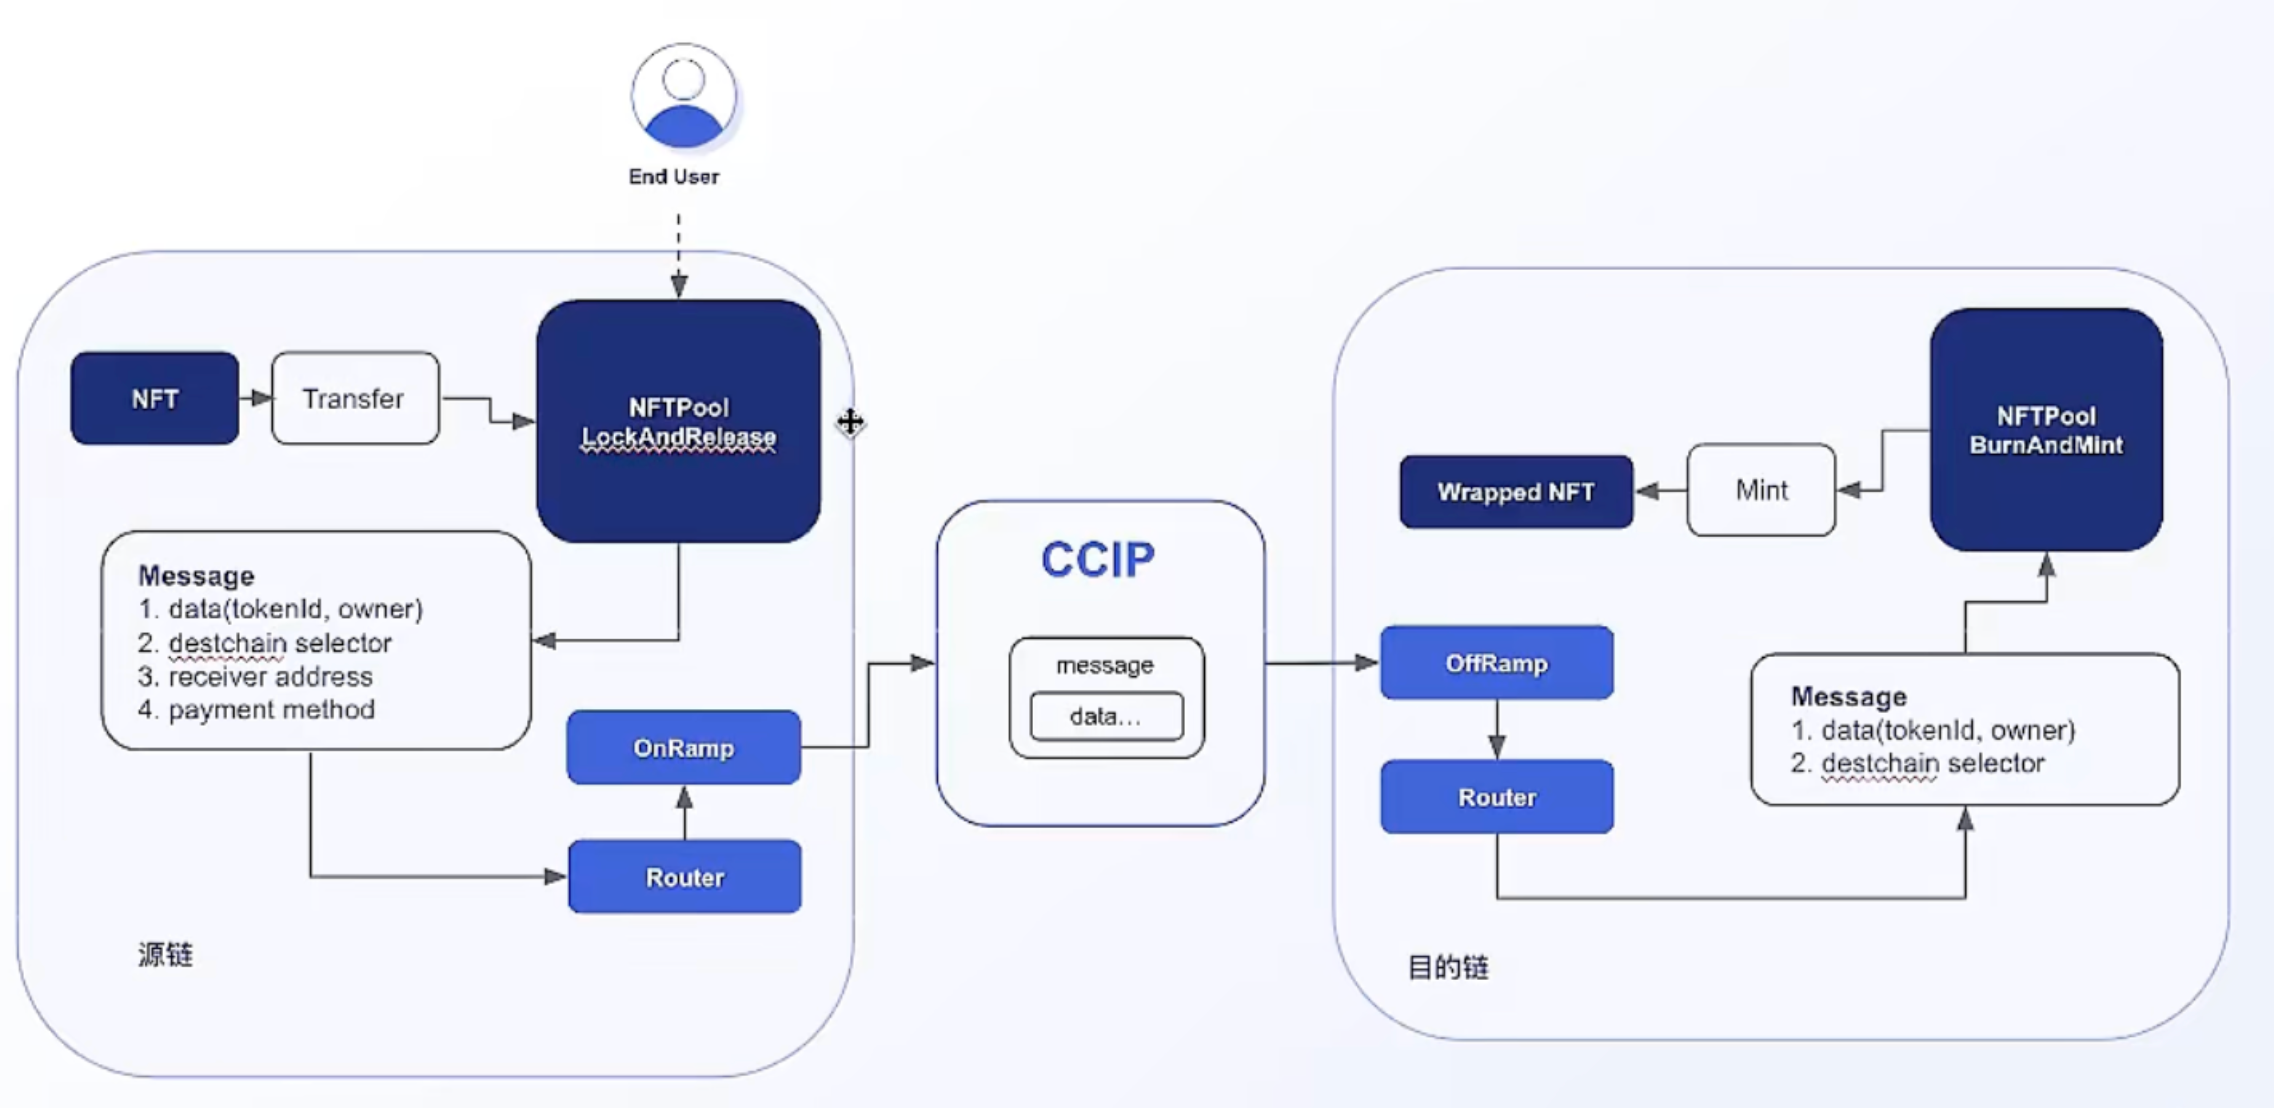 End User
NFT
Transfer
NFTPool
LockAndRelease
Message
1. data(tokenId, owner)
2. destchain selector
3. receiver address
4. payment method
OnRamp
Router
源链
CCIP
message
data...
NFTPool
BurnAndMint
Wrapped NFT
Mint
OffRamp
Router
Message
1. data(tokenId, owner)
2. destchain selector
目的链